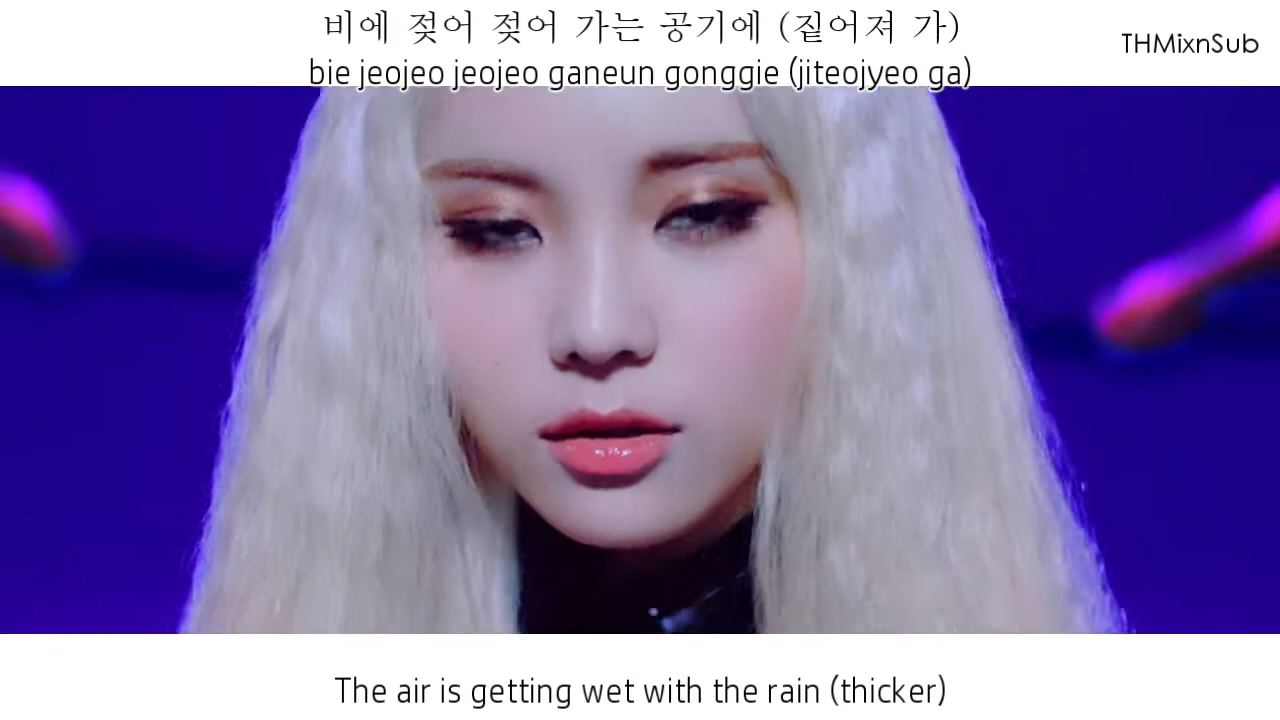 비에 젖어 젖어 가는 공기에 (짙어져 가)
THMixnSub
bie jeojeo jeojeo ganeun gonggie (jiteojyeo ga)
The air is getting wet with the rain (thicker)